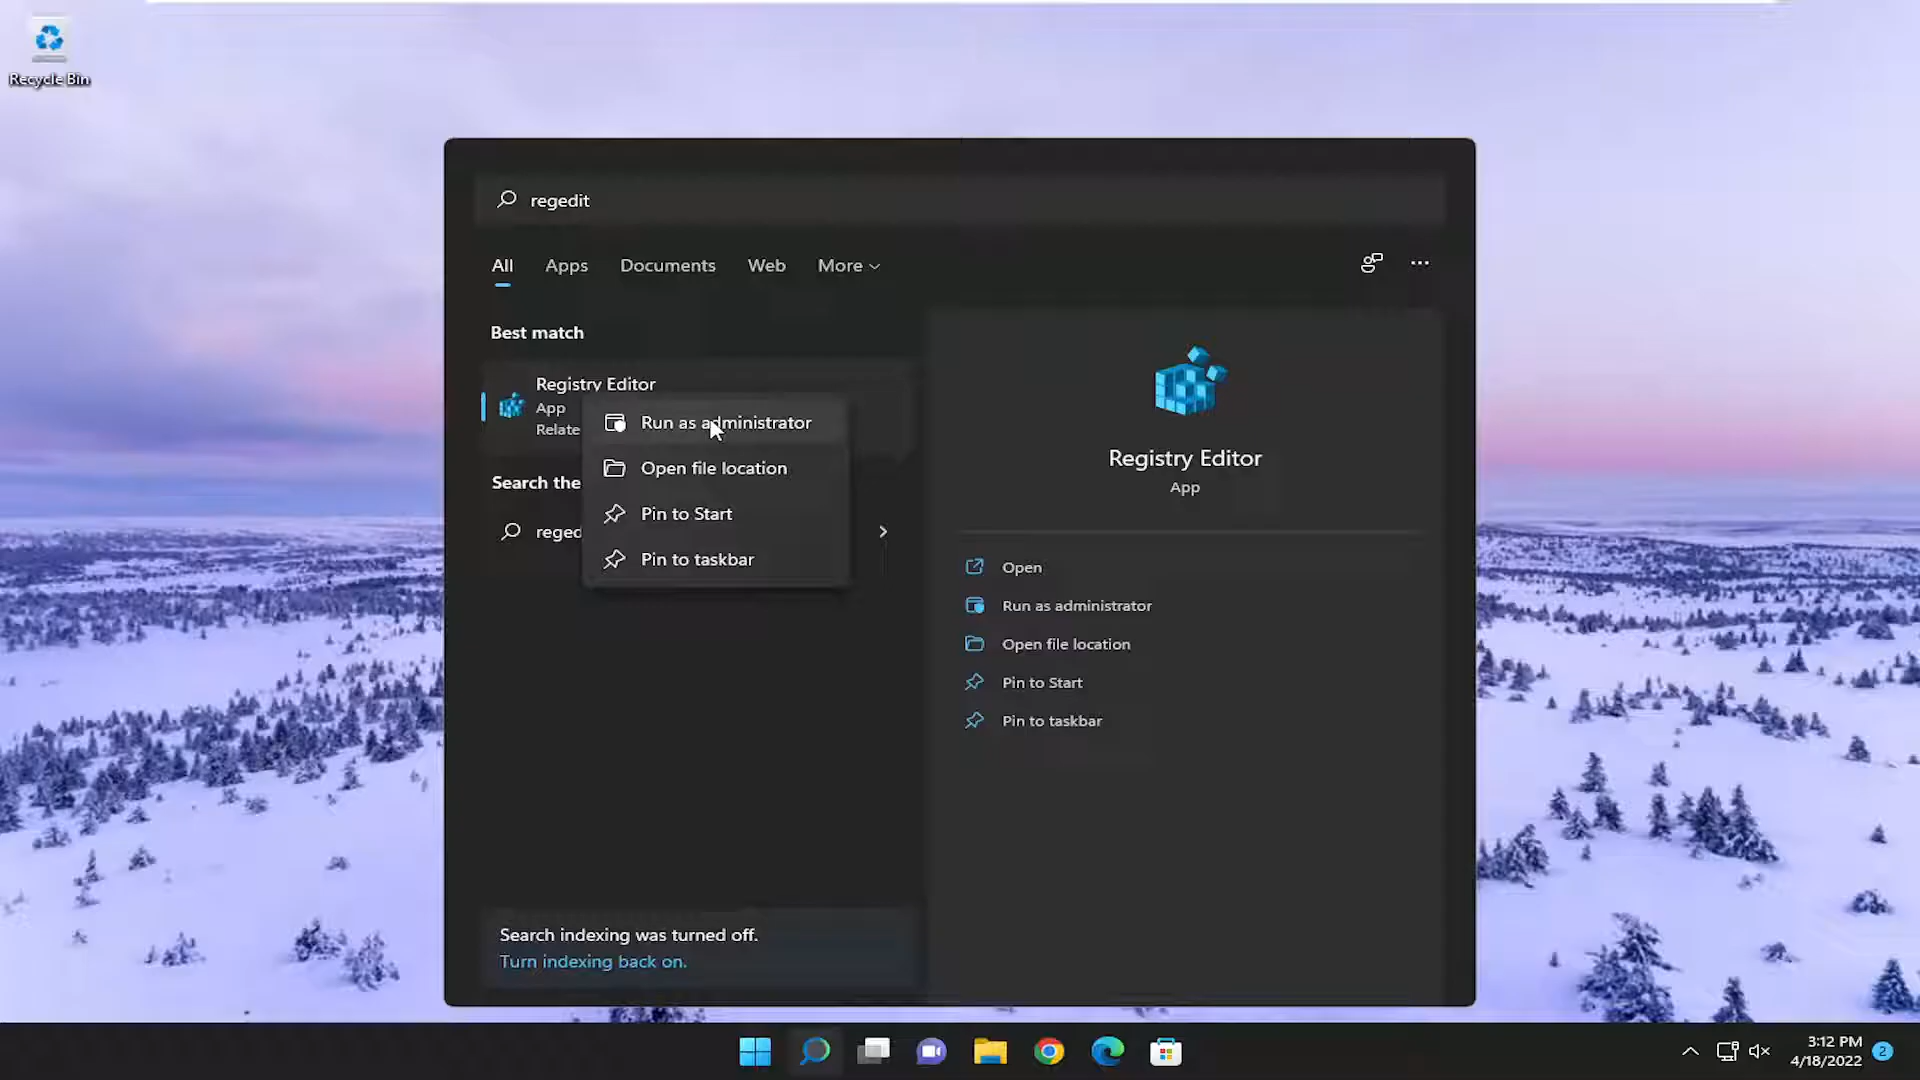 Recycle Bin
regedit
All Apps Documents Web More
Best match
Registry Editor
App
Relate
Run as administrator
Open file location
Pin to Start
Pin to taskbar
Search the
reged
Registry Editor
App
Open
Run as administrator
Open file location
Pin to Start
Pin to taskbar
Search indexing was turned off.
Turn indexing back on.
3:12 PM
4/18/2022
2